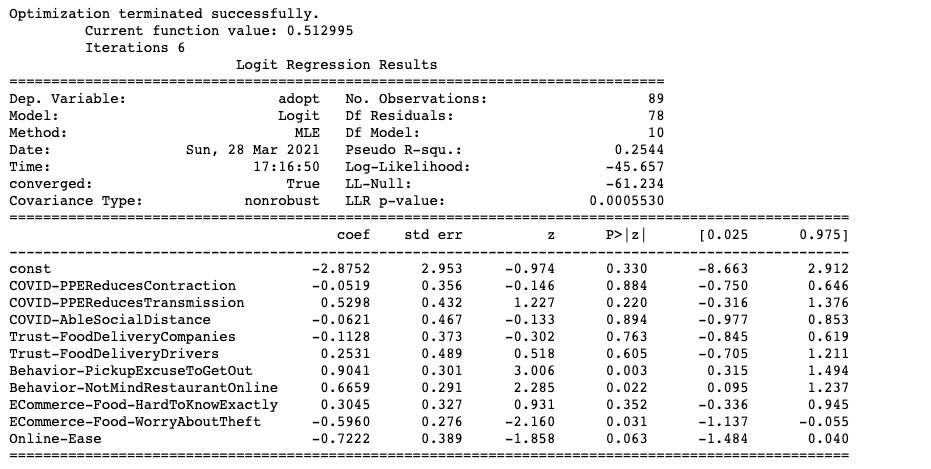 Optimization terminated successfully.
Current function value: 0.512995
Iterations 6
Logit Regression Results
==============================================================================
Dep. Variable: adopt No. Observations: 89
Model: Logit Df Residuals: 78
Method: MLE Df Model: 10
Date: Sun, 28 Mar 2021 Pseudo R-squ.: 0.2544
Time: 17:16:50 Log-Likelihood: -45.657
converged: True LL-Null: -61.234
Covariance Type: nonrobust LLR p-value: 0.0005530
====================================================================================================
coef std err z P>|z| [0.025 0.975]
----------------------------------------------------------------------------------------------------
const -2.8752 2.953 -0.974 0.330 -8.663 2.912
COVID-PPEReducesContraction -0.0519 0.356 -0.146 0.884 -0.750 0.646
COVID-PPEReducesTransmission 0.5298 0.432 1.227 0.220 -0.316 1.376
COVID-AbleSocialDistance -0.0621 0.467 -0.133 0.894 -0.977 0.853
Trust-FoodDeliveryCompanies -0.1128 0.373 -0.302 0.763 -0.845 0.619
Trust-FoodDeliveryDrivers 0.2531 0.489 0.518 0.605 -0.705 1.211
Behavior-PickupExcuseToGetOut 0.9041 0.301 3.006 0.003 0.315 1.494
Behavior-NotMindRestaurantOnline 0.6659 0.291 2.285 0.022 0.095 1.237
ECommerce-Food-HardToKnowExactly 0.3045 0.327 0.931 0.352 -0.336 0.945
ECommerce-Food-WorryAboutTheft -0.5960 0.276 -2.160 0.031 -1.137 -0.055
Online-Ease -0.7222 0.389 -1.858 0.063 -1.484 0.040
====================================================================================================